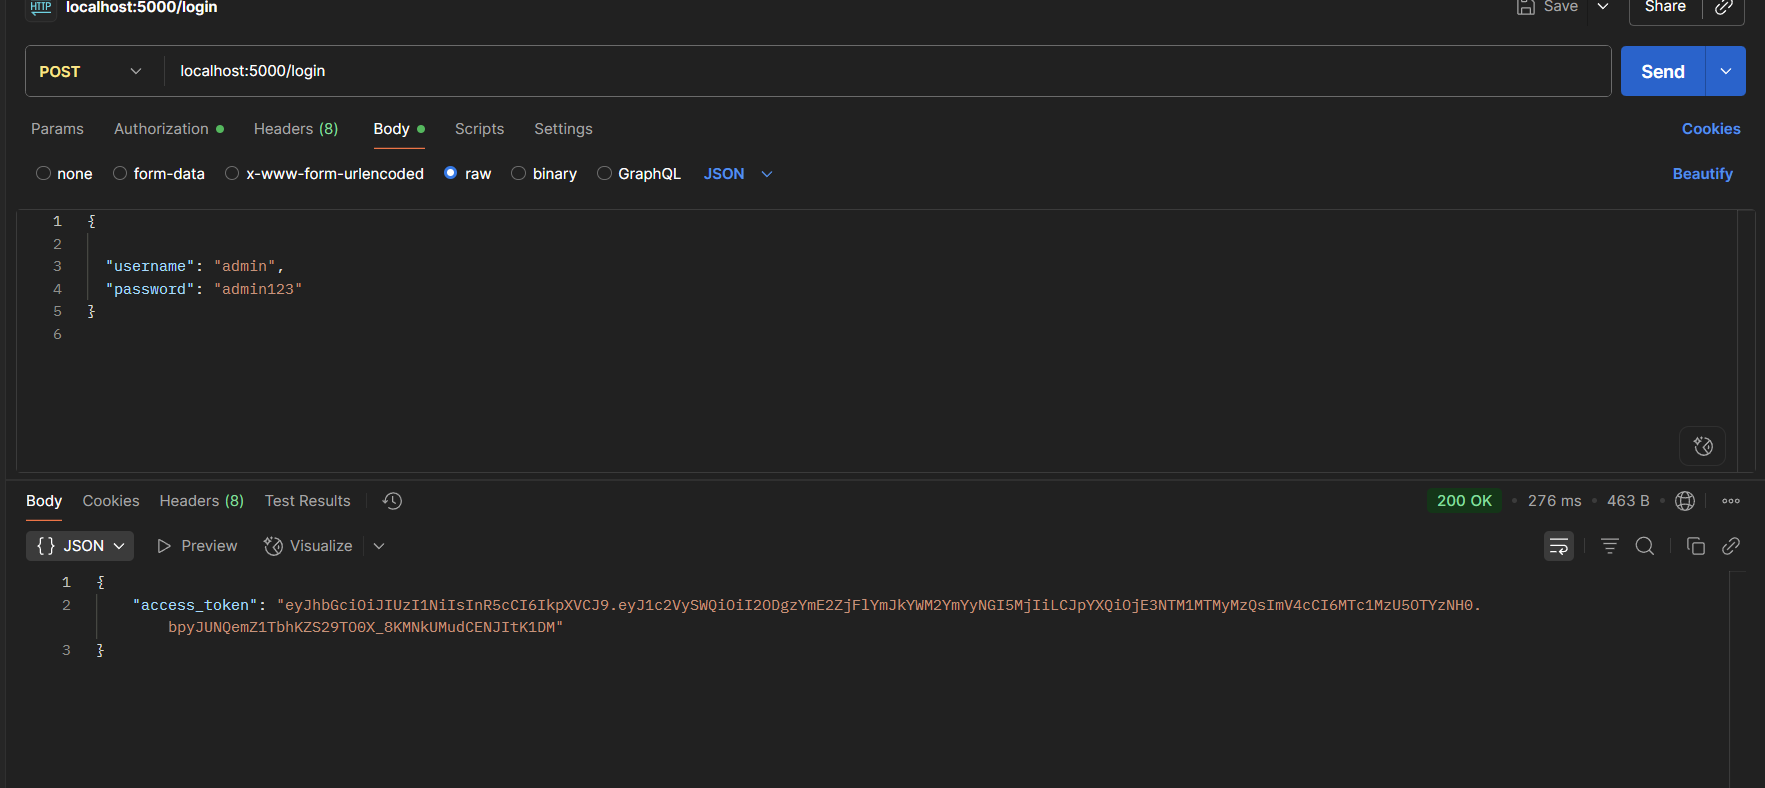 HTTP localhost:5000/login Save Share
POST localhost:5000/login Send
Params Authorization Headers (8) Body Scripts Settings Cookies
none form-data x-www-form-urlencoded raw binary GraphQL JSON Beautify
1 {
2
3 "username": "admin",
4 "password": "admin123"
5 }
6
Body Cookies Headers (8) Test Results 200 OK • 276 ms • 463 B •
{} JSON Preview Visualize
1 {
2 "access_token": "eyJhbGciOiJIUzI1NiIsInR5cCI6IkpXVCJ9.eyJ1c2VySWQiOiI2ODgzYmE2ZjFlYmJkYWM2YmYyNGI5MjIiLCJpYXQiOjE3NTM1MTMyMzQsImV4cCI6MTc1MzU5OTYzNH0.
bpyJUNQemZ1TbhKZS29TO0X_8KMNkUMudCENJItK1DM"
3 }